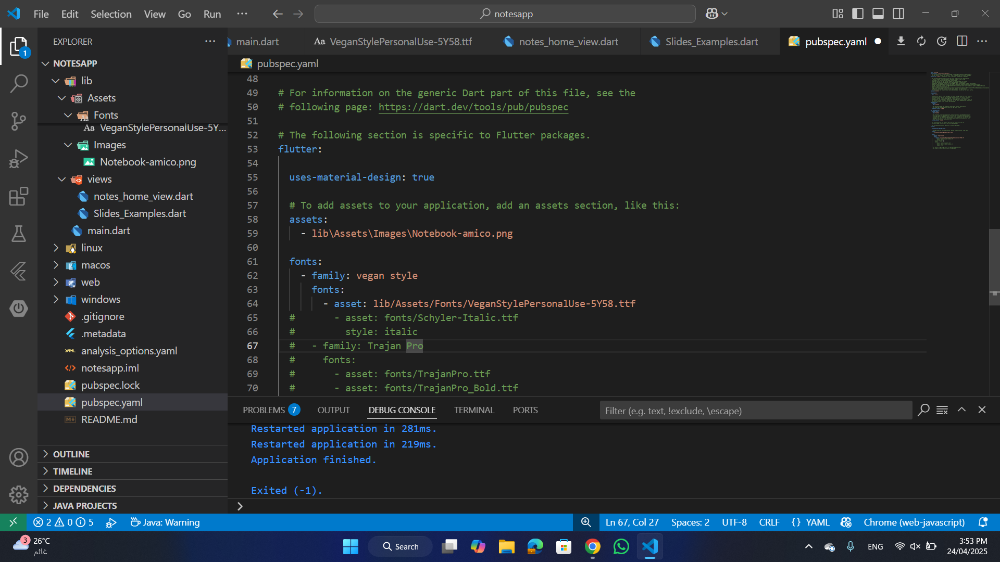 File Edit Selection View Go Run ···
notesapp
EXPLORER ···
main.dart
Aa VeganStylePersonalUse-5Y58.ttf
notes_home_view.dart
Slides_Examples.dart
pubspec.yaml
1
NOTESAPP
lib
Assets
Fonts
Aa VeganStylePersonalUse-5Y...
Images
Notebook-amico.png
views
notes_home_view.dart
Slides_Examples.dart
main.dart
linux
macos
web
windows
.gitignore
.metadata
analysis_options.yaml
notesapp.iml
pubspec.lock
pubspec.yaml
README.md
OUTLINE
TIMELINE
DEPENDENCIES
JAVA PROJECTS
pubspec.yaml
48
49 # For information on the generic Dart part of this file, see the
50 # following page: https://dart.dev/tools/pub/pubspec
51
52 # The following section is specific to Flutter packages.
53 flutter:
54
55 uses-material-design: true
56
57 # To add assets to your application, add an assets section, like this:
58 assets:
59 - lib\Assets\Images\Notebook-amico.png
60
61 fonts:
62 - family: vegan style
63 fonts:
64 - asset: lib/Assets/Fonts/VeganStylePersonalUse-5Y58.ttf
65 # - asset: fonts/Schyler-Italic.ttf
66 # style: italic
67 # - family: Trajan Pro
68 # fonts:
69 # - asset: fonts/TrajanPro.ttf
70 # - asset: fonts/TrajanPro_Bold.ttf
PROBLEMS 7 OUTPUT DEBUG CONSOLE TERMINAL PORTS
Filter (e.g. text, !exclude, \escape)
Restarted application in 281ms.
Restarted application in 219ms.
Application finished.
Exited (-1).
2 0 5 Java: Warning
Ln 67, Col 27 Spaces: 2 UTF-8 CRLF {} YAML Chrome (web-javascript)
3
26°C
غائم
Search
ENG
3:53 PM
24/04/2025